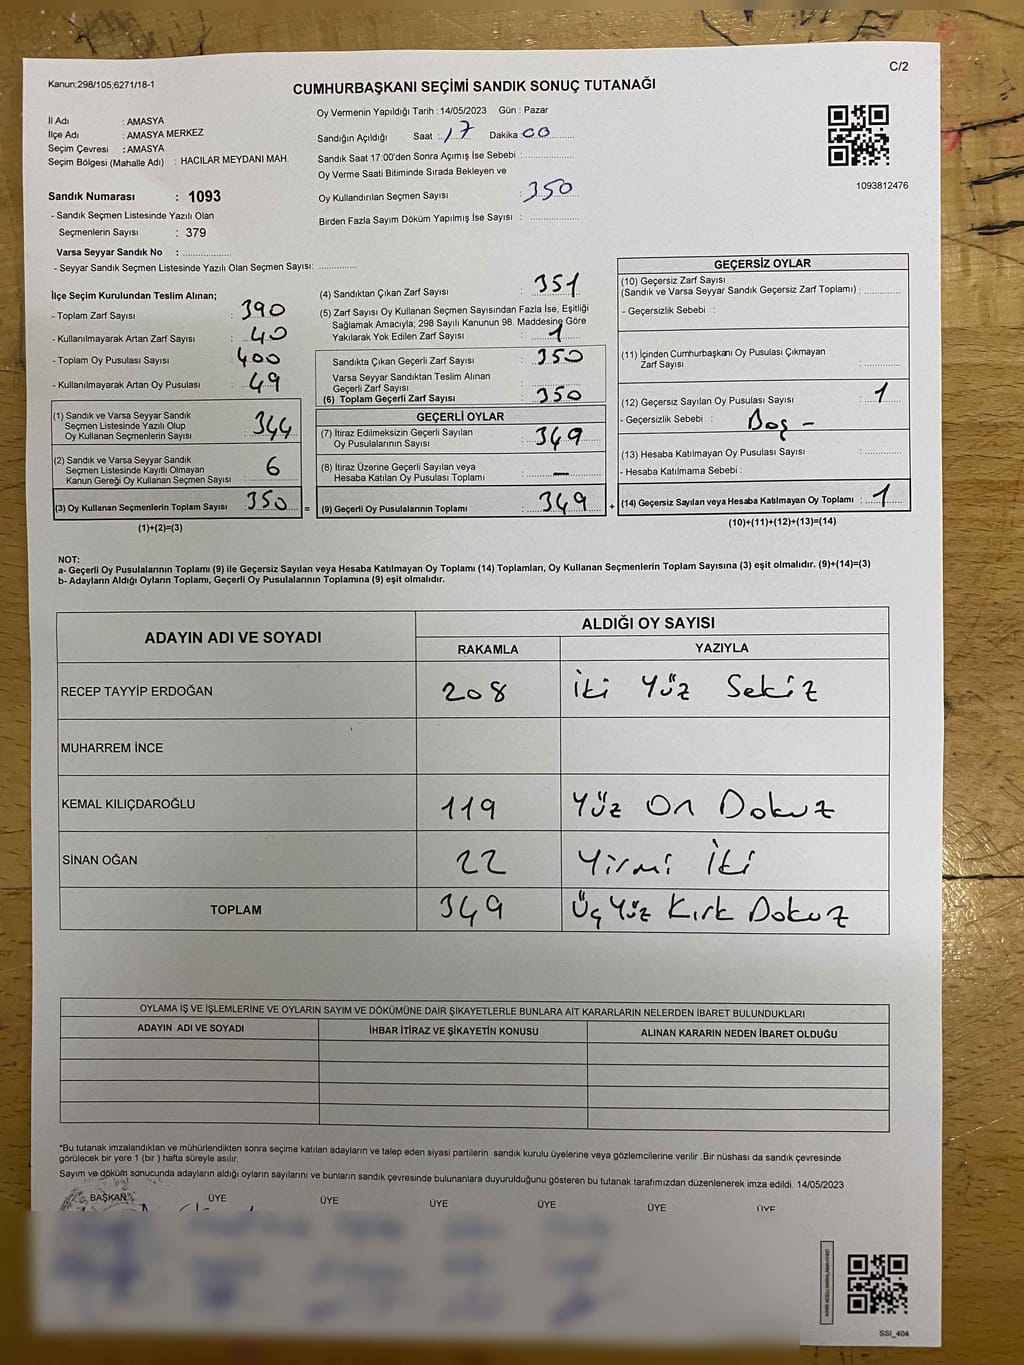 C/2
Kanun;298/105;6271/18-1
CUMHURBAŞKANI SEÇİMİ SANDIK SONUÇ TUTANAĞI
İl Adı : AMASYA
İlçe Adı : AMASYA MERKEZ
Seçim Çevresi : AMASYA
Seçim Bölgesi (Mahalle Adı) : HACILAR MEYDANI MAH.
Sandık Numarası : 1093
- Sandık Seçmen Listesinde Yazılı Olan
Seçmenlerin Sayısı : 379
Varsa Seyyar Sandık No : ..................
- Seyyar Sandık Seçmen Listesinde Yazılı Olan Seçmen Sayısı: ..............
Oy Vermenin Yapıldığı Tarih :14/05/2023 Gün : Pazar
Sandığın Açıldığı Saat : 17 Dakika 00
Sandık Saat 17:00'den Sonra Açımış İse Sebebi : ..................
Oy Verme Saati Bitiminde Sırada Bekleyen ve
Oy Kullandırılan Seçmen Sayısı : 350
Birden Fazla Sayım Döküm Yapılmış İse Sayısı : ..................
1093812476
İlçe Seçim Kurulundan Teslim Alınan;
- Toplam Zarf Sayısı : 390
- Kullanılmayarak Artan Zarf Sayısı : 40
- Toplam Oy Pusulası Sayısı : 400
- Kullanılmayarak Artan Oy Pusulası : 49
(1) Sandık ve Varsa Seyyar Sandık
Seçmen Listesinde Yazılı Olup
Oy Kullanan Seçmenlerin Sayısı : 344
(2) Sandık ve Varsa Seyyar Sandık
Seçmen Listesinde Kayıtlı Olmayan
Kanun Gereği Oy Kullanan Seçmen Sayısı : 6
(3) Oy Kullanan Seçmenlerin Toplam Sayısı : 350
(1)+(2)=(3)
=
(4) Sandıktan Çıkan Zarf Sayısı : 351
(5) Zarf Sayısı Oy Kullanan Seçmen Sayısından Fazla İse, Eşitliği
Sağlamak Amacıyla; 298 Sayılı Kanunun 98. Maddesine Göre
Yakılarak Yok Edilen Zarf Sayısı : 1
Sandıkta Çıkan Geçerli Zarf Sayısı : 350
Varsa Seyyar Sandıktan Teslim Alınan
Geçerli Zarf Sayısı : ..................
(6) Toplam Geçerli Zarf Sayısı : 350
GEÇERLİ OYLAR
(7) İtiraz Edilmeksizin Geçerli Sayılan
Oy Pusulalarının Sayısı : 349
(8) İtiraz Üzerine Geçerli Sayılan veya
Hesaba Katılan Oy Pusulası Toplamı : —
(9) Geçerli Oy Pusulalarının Toplamı : 349
+
GEÇERSİZ OYLAR
(10) Geçersiz Zarf Sayısı
(Sandık ve Varsa Seyyar Sandık Geçersiz Zarf Toplamı) : ..............
- Geçersizlik Sebebi :
(11) İçinden Cumhurbaşkanı Oy Pusulası Çıkmayan
Zarf Sayısı : ..............
(12) Geçersiz Sayılan Oy Pusulası Sayısı : 1
- Geçersizlik Sebebi : Boş -
(13) Hesaba Katılmayan Oy Pusulası Sayısı : ..............
- Hesaba Katılmama Sebebi :
(14) Geçersiz Sayılan veya Hesaba Katılmayan Oy Toplamı : 1
(10)+(11)+(12)+(13)=(14)
NOT:
a- Geçerli Oy Pusulalarının Toplamı (9) ile Geçersiz Sayılan veya Hesaba Katılmayan Oy Toplamı (14) Toplamları, Oy Kullanan Seçmenlerin Toplam Sayısına (3) eşit olmalıdır. (9)+(14)=(3)
b- Adayların Aldığı Oyların Toplamı, Geçerli Oy Pusulalarının Toplamına (9) eşit olmalıdır.
ADAYIN ADI VE SOYADI
ALDIĞI OY SAYISI
RAKAMLA YAZIYLA
RECEP TAYYİP ERDOĞAN 208 İki Yüz Sekiz
MUHARREM İNCE
KEMAL KILIÇDAROĞLU 119 Yüz On Dokuz
SİNAN OĞAN 22 Yirmi İki
TOPLAM 349 Üç Yüz Kırk Dokuz
OYLAMA İŞ VE İŞLEMLERİNE VE OYLARIN SAYIM VE DÖKÜMÜNE DAİR ŞİKAYETLERLE BUNLARA AİT KARARLARIN NELERDEN İBARET BULUNDUKLARI
ADAYIN ADI VE SOYADI İHBAR İTİRAZ VE ŞİKAYETİN KONUSU ALINAN KARARIN NEDEN İBARET OLDUĞU
*Bu tutanak imzalandıktan ve mühürlendikten sonra seçime katılan adayların ve talep eden siyasi partilerin sandık kurulu üyelerine veya gözlemcilerine verilir .Bir nüshası da sandık çevresinde
görülecek bir yere 1 (bir ) hafta süreyle asılır.
Sayım ve döküm sonucunda adayların aldığı oyların sayılarını ve bunların sandık çevresinde bulunanlara duyurulduğunu gösteren bu tutanak tarafımızdan düzenlenerek imza edildi. 14/05/2023
BAŞKAN ÜYE ÜYE ÜYE ÜYE ÜYE ÜYE
SSI_404